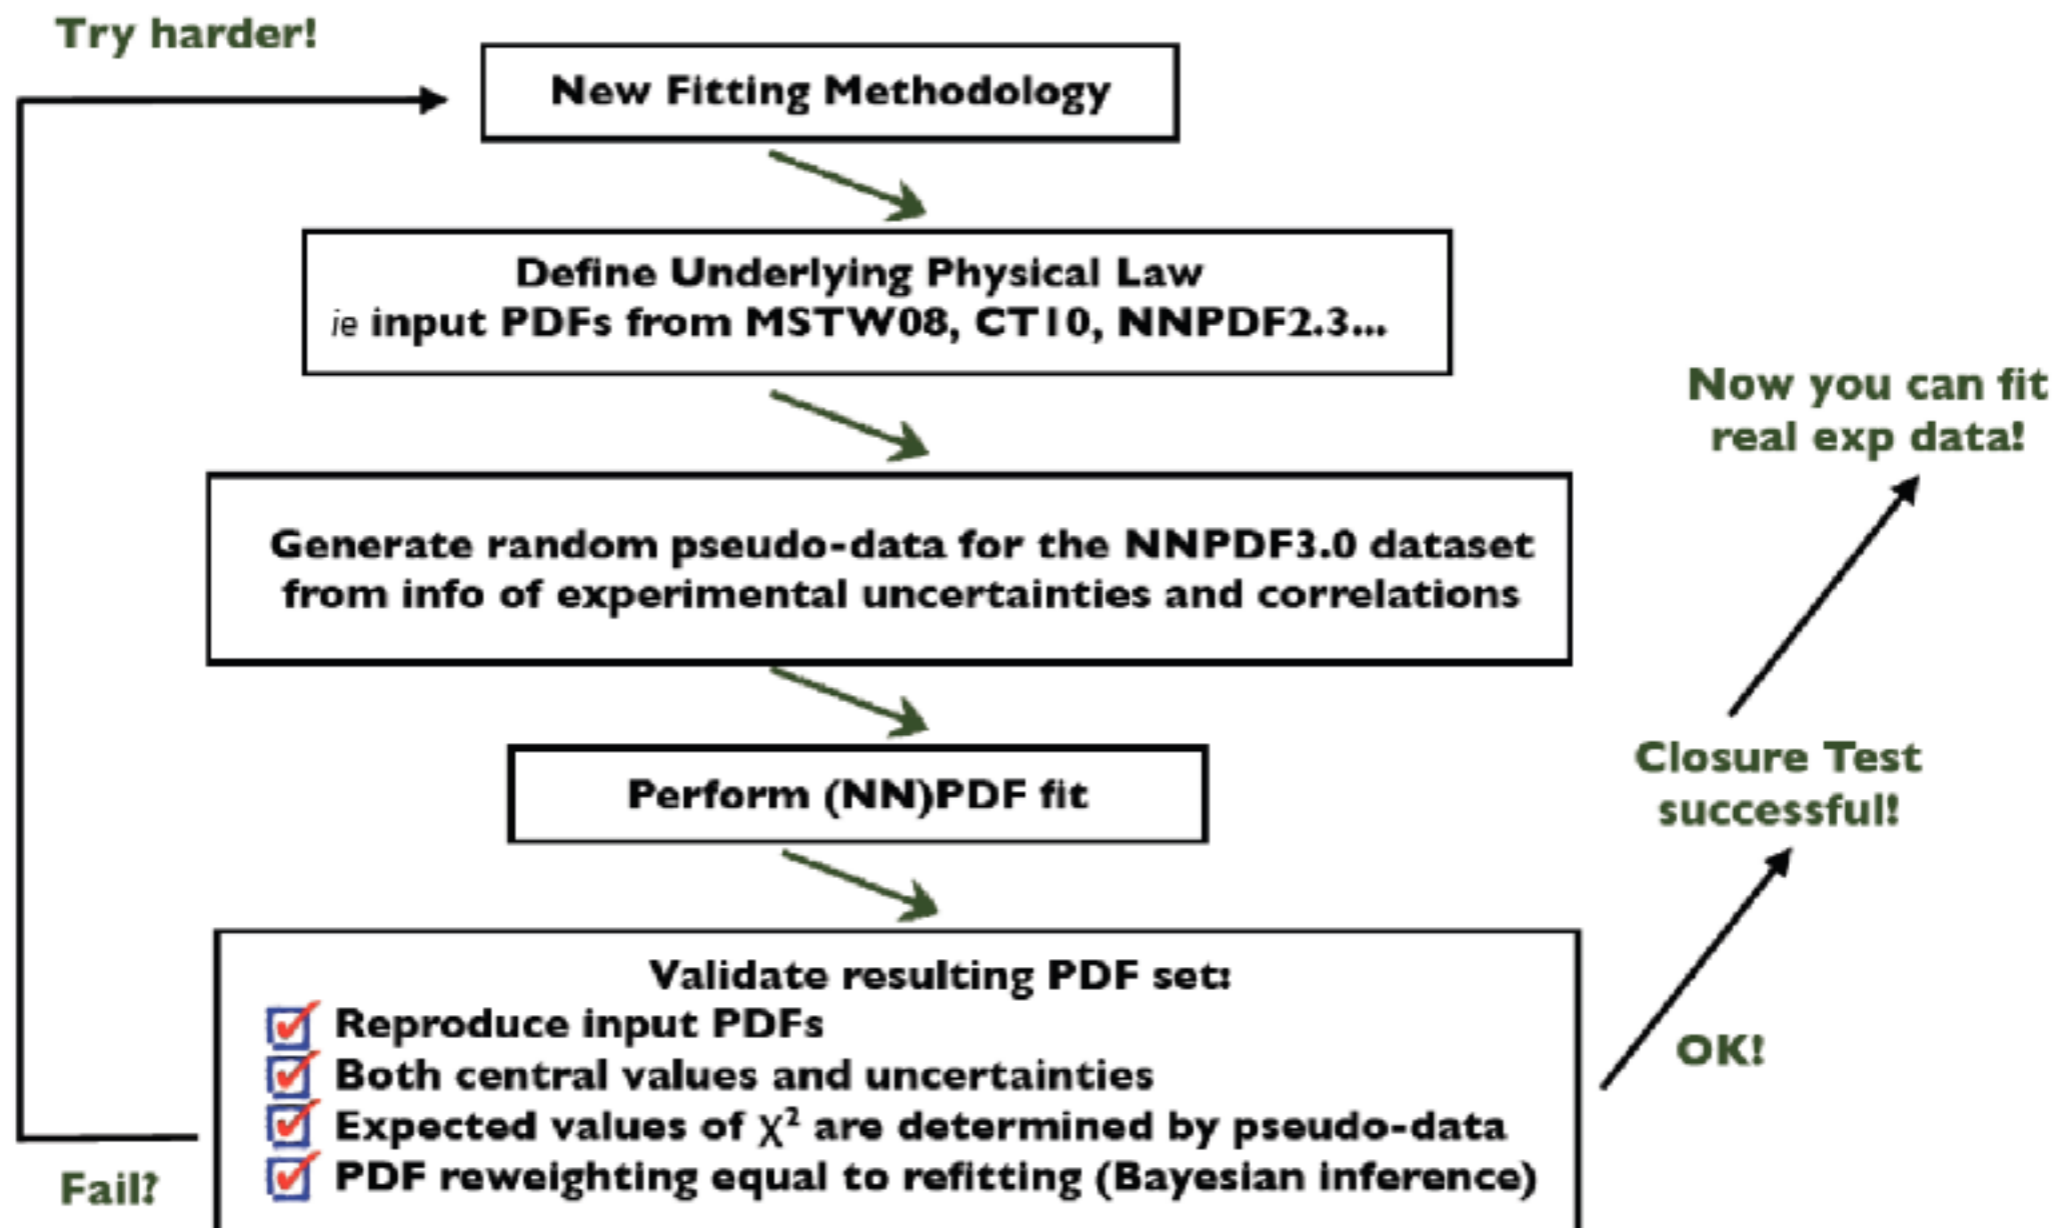 Try harder!
New Fitting Methodology
Define Underlying Physical Law
ie input PDFs from MSTW08, CT10, NNPDF2.3...
Now you can fit
real exp data!
Generate random pseudo-data for the NNPDF3.0 dataset
from info of experimental uncertainties and correlations
Perform (NN)PDF fit
Closure Test
successful!
Validate resulting PDF set:
Reproduce input PDFs
Both central values and uncertainties
Expected values of χ² are determined by pseudo-data
PDF reweighting equal to refitting (Bayesian inference)
OK!
Fail?